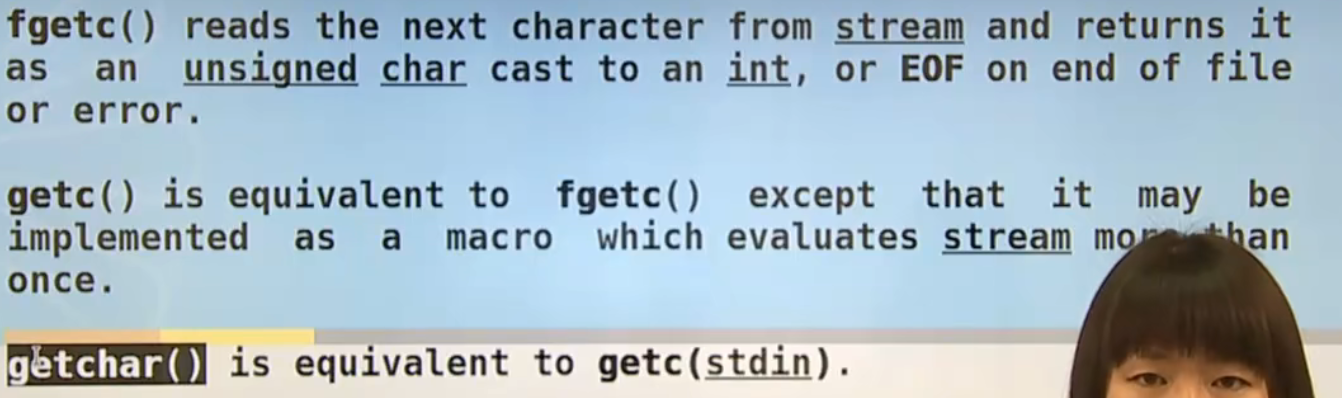 fgetc() reads the next character from stream and returns it
as an unsigned char cast to an int, or EOF on end of file
or error.
getc() is equivalent to fgetc() except that it may be
implemented as a macro which evaluates stream more than
once.
getchar() is equivalent to getc(stdin).